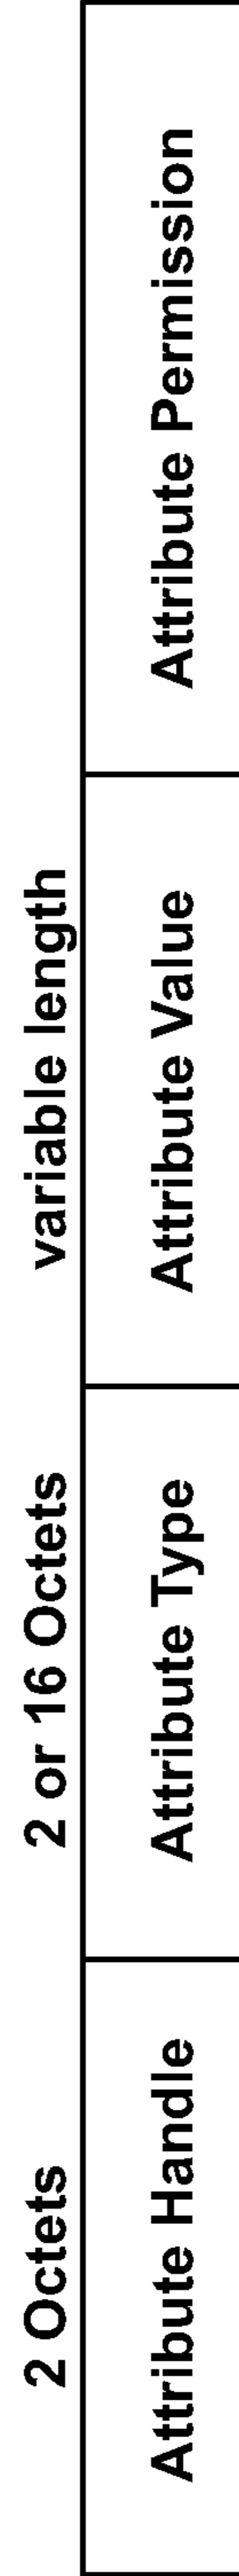 2 Octets 2 or 16 Octets variable length
Attribute Handle Attribute Type Attribute Value Attribute Permission